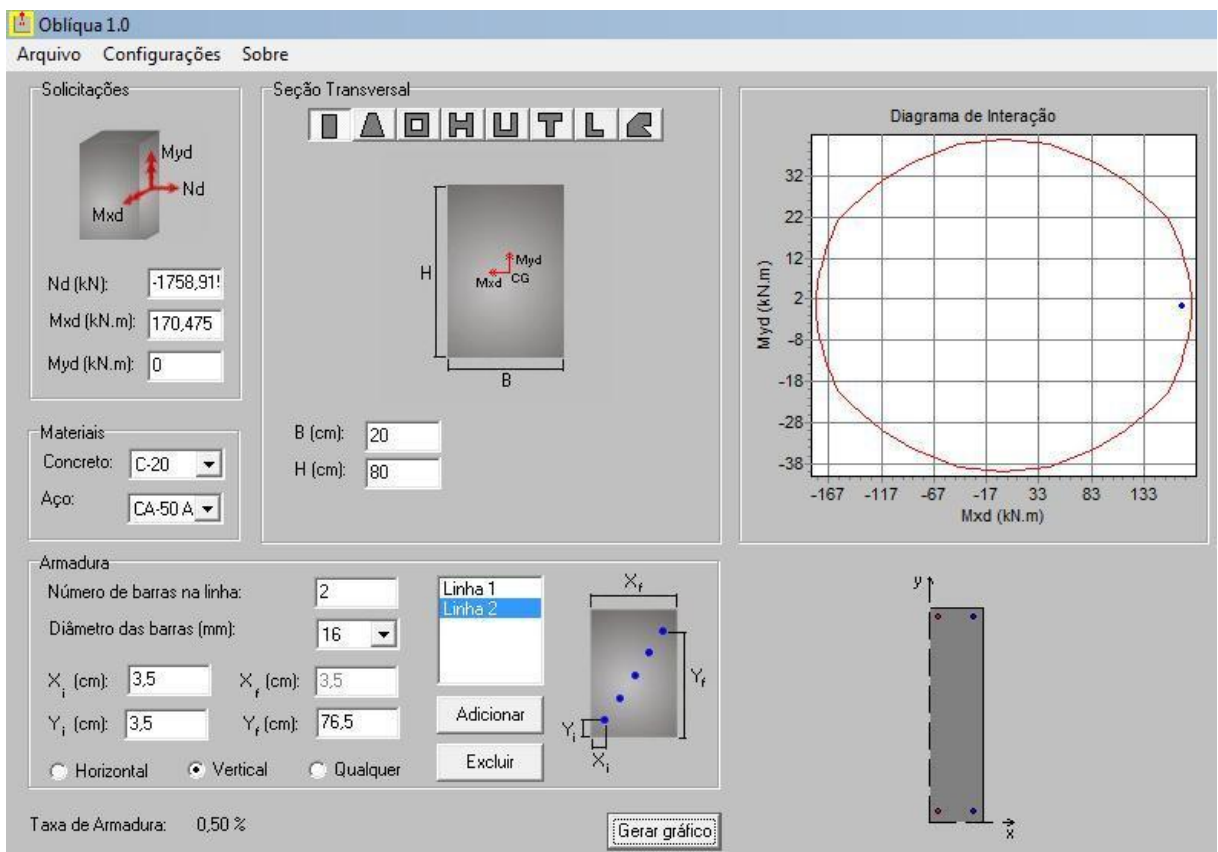 Oblíqua 1.0
Arquivo Configurações Sobre
Solicitações
Myd
Nd
Mxd
Nd (kN): -1758,91
Mxd (kN.m): 170,475
Myd (kN.m): 0
Materiais
Concreto: C-20
Aço: CA-50 A
Seção Transversal
H
Myd
Mxd CG
B
B (cm): 20
H (cm): 80
Diagrama de Interação
Myd (kN.m)
32
22
12
2
-8
-18
-28
-38
-167 -117 -67 -17 33 83 133
Mxd (kN.m)
Armadura
Número de barras na linha: 2
Diâmetro das barras (mm): 16
Xi (cm): 3,5 Xf (cm): 3,5
Yi (cm): 3,5 Yf (cm): 76,5
Horizontal Vertical Qualquer
Linha 1
Linha 2
Adicionar
Excluir
Xf
Yf
Yi
Xi
y
x
Taxa de Armadura: 0,50 %
Gerar gráfico